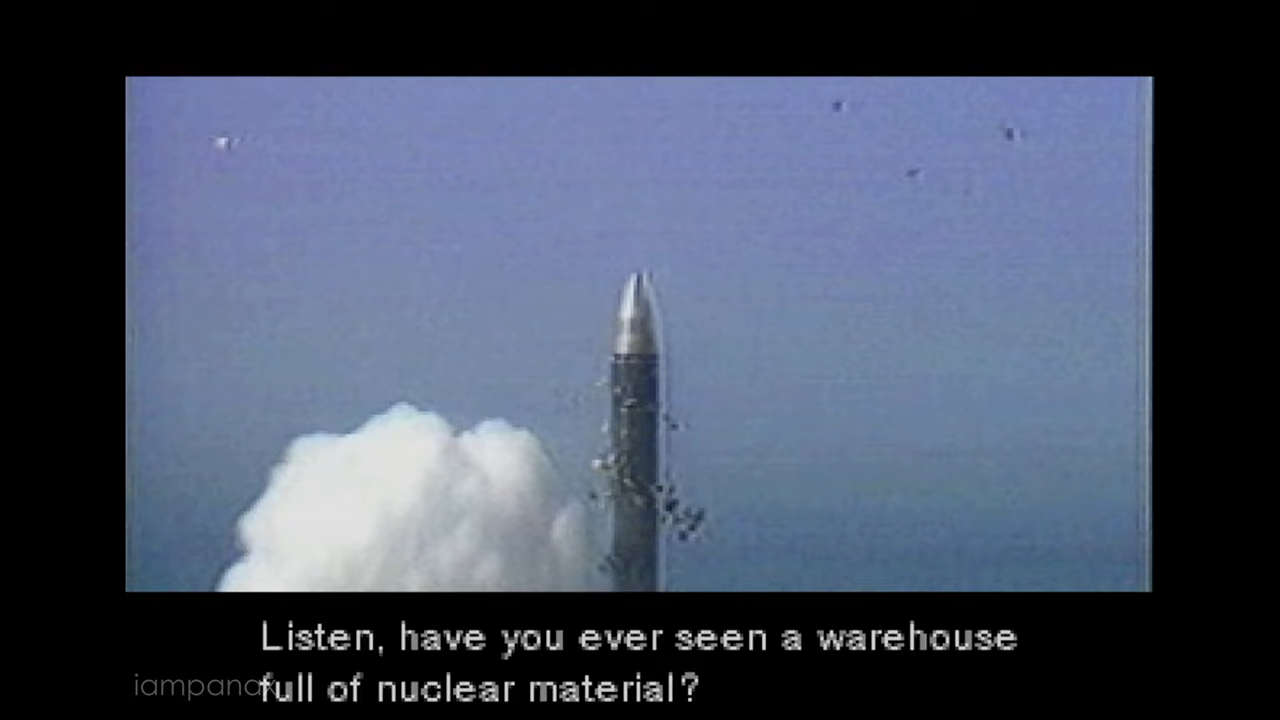 Listen, have you ever seen a warehouse
full of nuclear material?